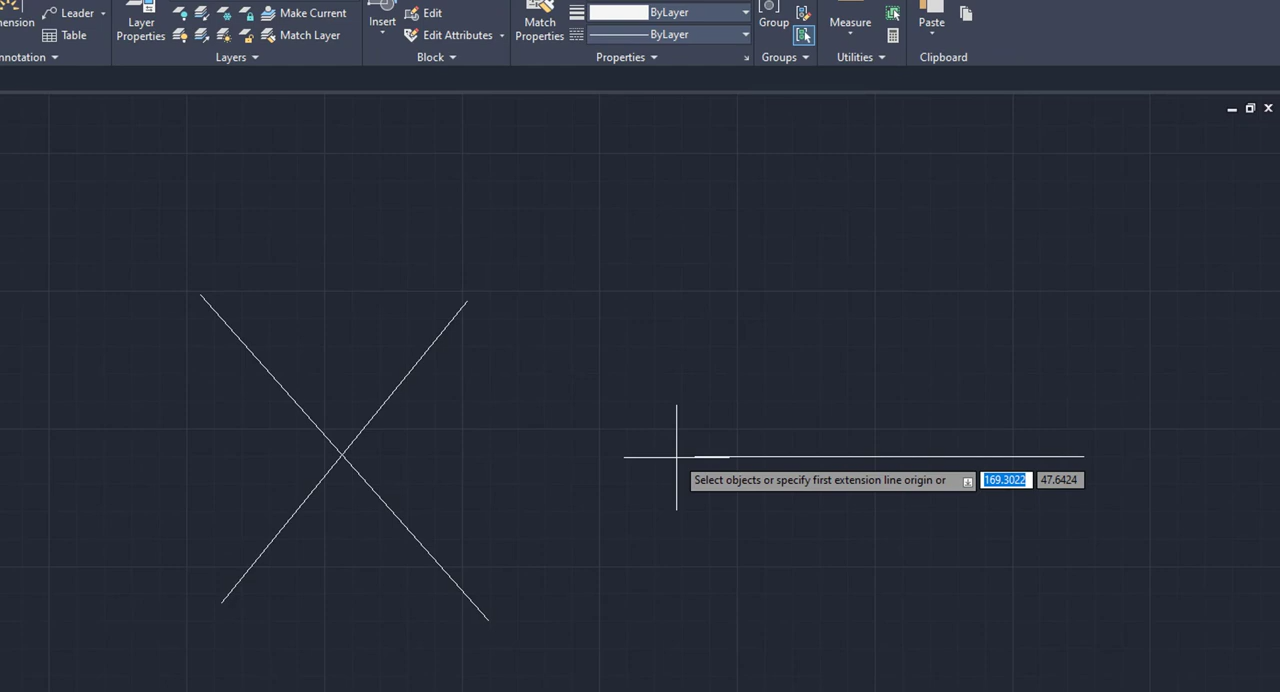 Leader
Make Current
Edit
ByLayer
Table
Layer
Properties
Match Layer
Insert
Edit Attributes
Match
Properties
ByLayer
Group
Measure
Paste
Layers
Block
Properties
Groups
Utilities
Clipboard
Select objects or specify first extension line origin or 169.3022 47.6424